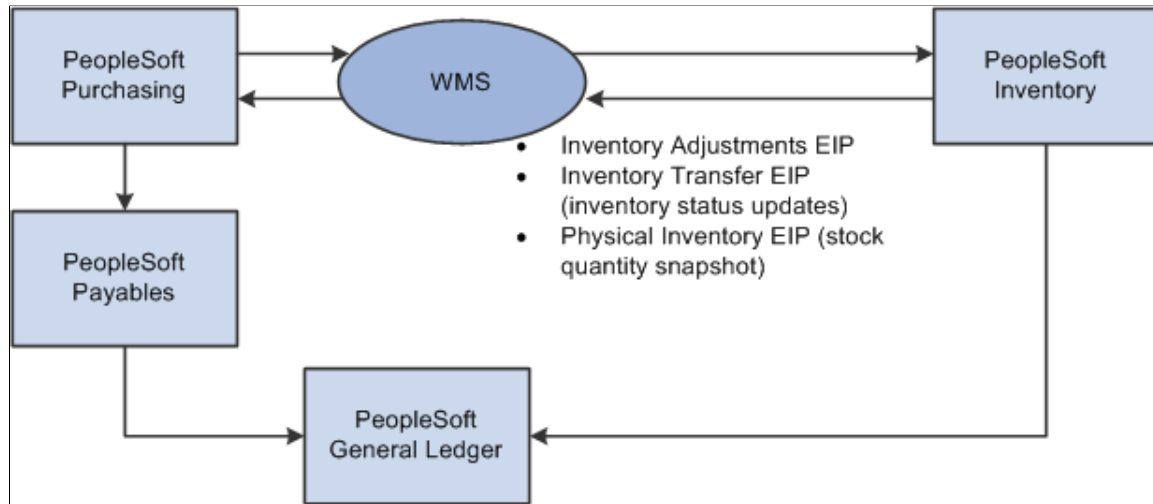 PeopleSoft
Purchasing
WMS
PeopleSoft
Inventory
• Inventory Adjustments EIP
• Inventory Transfer EIP
(inventory status updates)
• Physical Inventory EIP (stock
quantity snapshot)
PeopleSoft
Payables
PeopleSoft
General Ledger